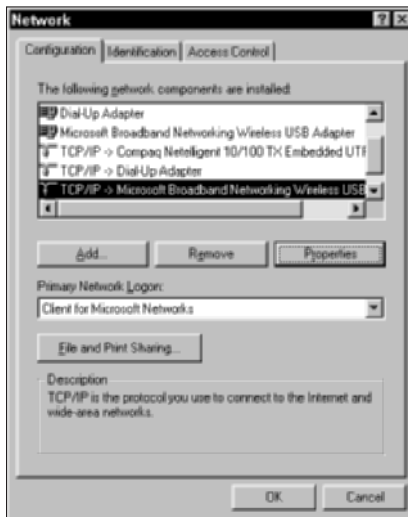 Network
Configuration Identification Access Control
The following network components are installed:
Dial-Up Adapter
Microsoft Broadband Networking Wireless USB Adapter
TCP/IP -> Compaq Netelligent 10/100 TX Embedded UTF
TCP/IP -> Dial-Up Adapter
TCP/IP -> Microsoft Broadband Networking Wireless USB
Add... Remove Properties
Primary Network Logon:
Client for Microsoft Networks
File and Print Sharing...
Description
TCP/IP is the protocol you use to connect to the Internet and
wide-area networks.
OK Cancel